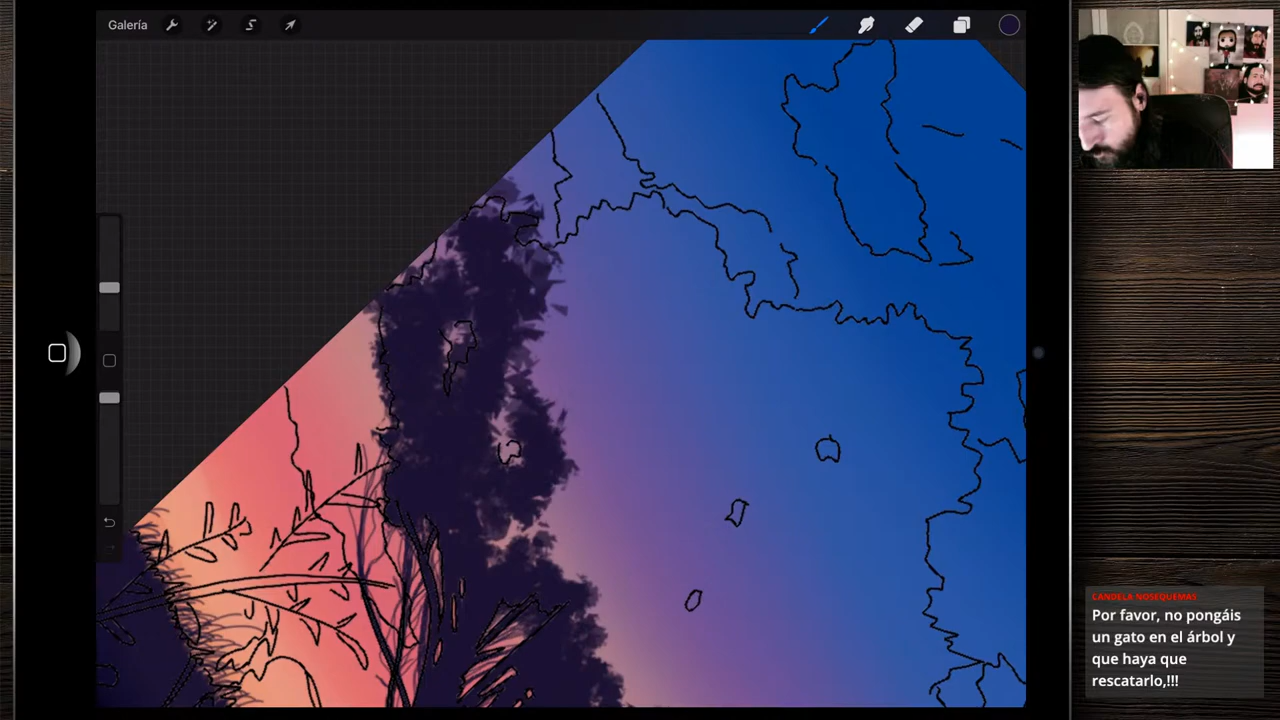 Galería
CANDELA NOSEQUEMAS
Por favor, no pongáis
un gato en el árbol y
que haya que
rescatarlo,!!!